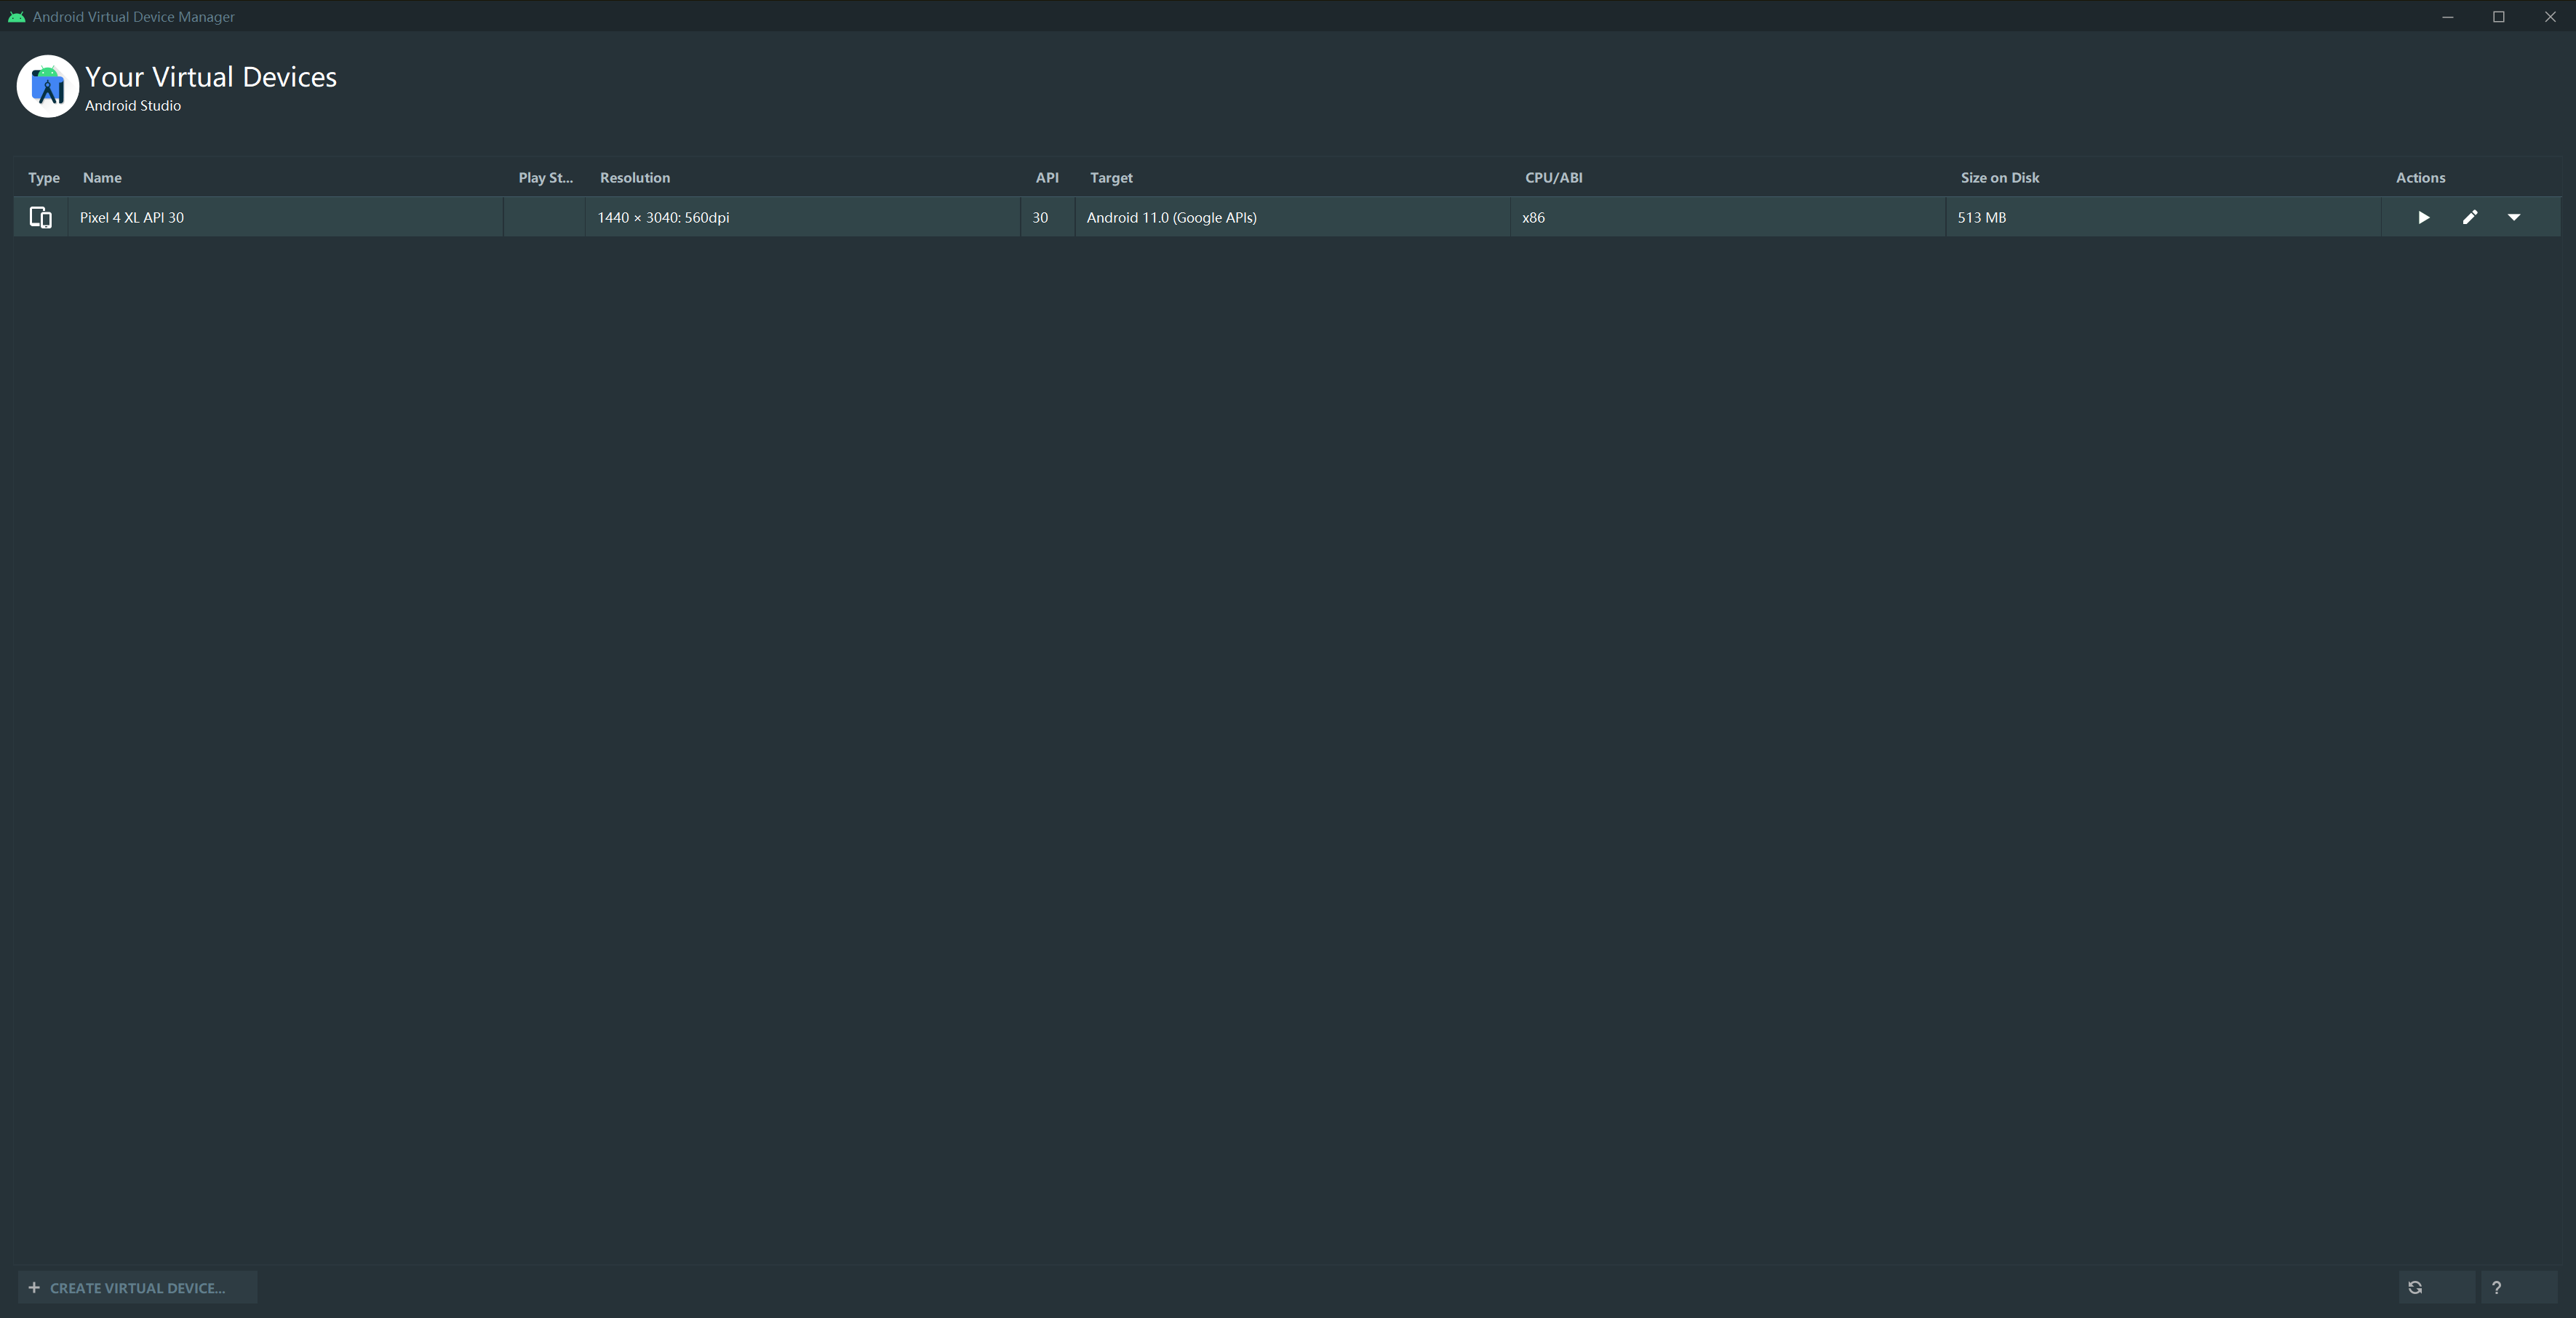 Android Virtual Device Manager
Your Virtual Devices
Android Studio
Type Name Play St... Resolution API Target CPU/ABI Size on Disk Actions
Pixel 4 XL API 30 1440 × 3040: 560dpi 30 Android 11.0 (Google APIs) x86 513 MB
+ CREATE VIRTUAL DEVICE... ?